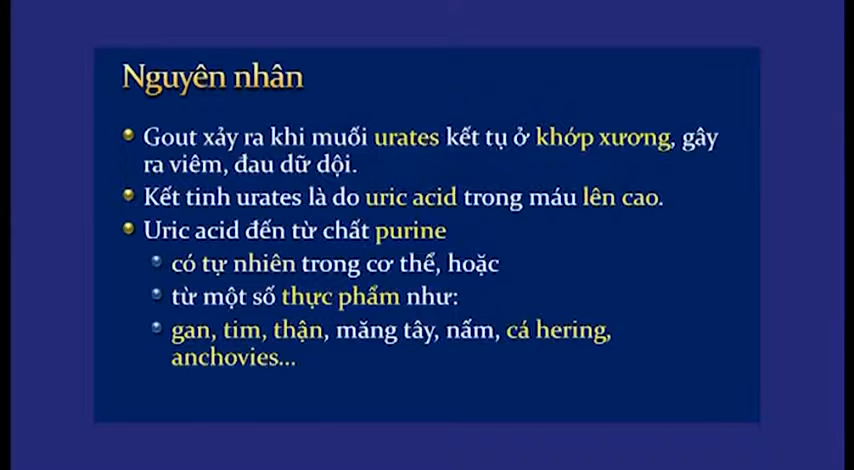 Nguyên nhân
Gout xảy ra khi muối urates kết tụ ở khớp xương, gây
ra viêm, đau dữ dội.
Kết tinh urates là do uric acid trong máu lên cao.
Uric acid đến từ chất purine
có tự nhiên trong cơ thể, hoặc
từ một số thực phẩm như:
gan, tim, thận, măng tây, nấm, cá hering,
anchovies...